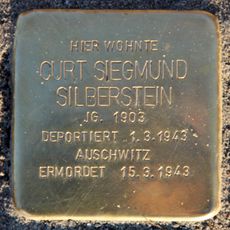 HIER WOHNTE
CURT SIEGMUND
SILBERSTEIN
JG. 1903
DEPORTIERT 1.3.1943
AUSCHWITZ
ERMORDET 15.3.1943